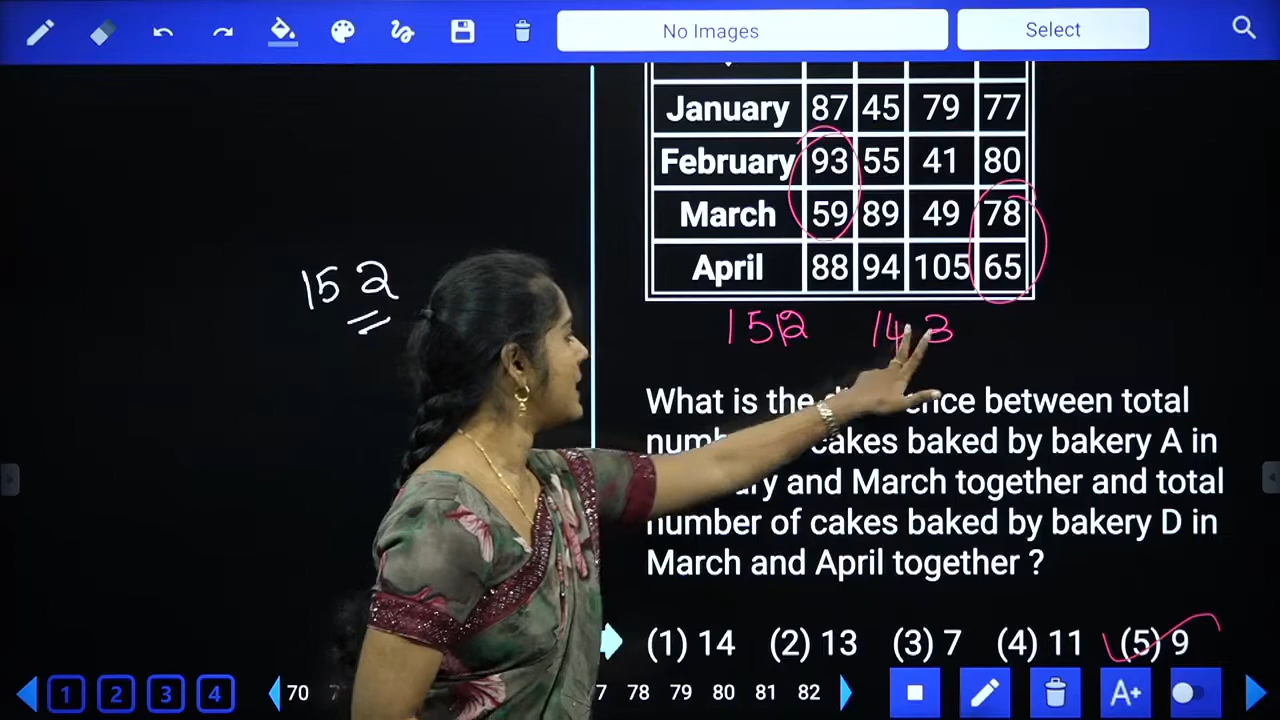 No Images
Select
January 87 45 79 77
February 93 55 41 80
March 59 89 49 78
April 88 94 105 65
152
152 143
What is the between total
cakes baked by bakery A in
and March together and total
number of cakes baked by bakery D in
March and April together ?
(1) 14 (2) 13 (3) 7 (4) 11 (5) 9
1 2 3 4 70 7 7 78 79 80 81 82 A+